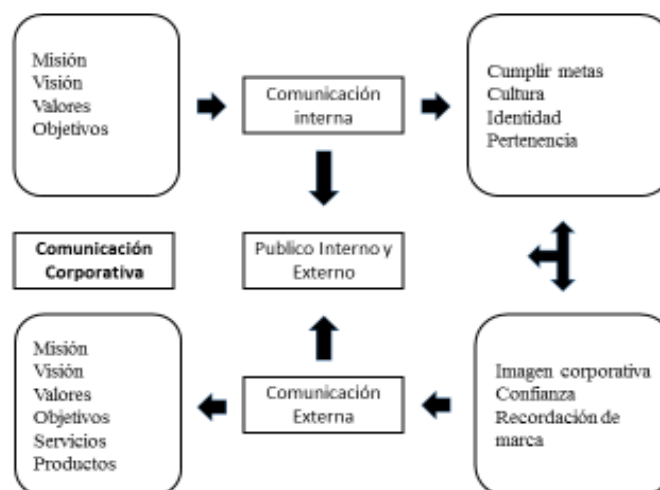 Misión
Visión
Valores
Objetivos
Comunicación
interna
Cumplir metas
Cultura
Identidad
Pertenencia
Comunicación
Corporativa
Publico Interno y
Externo
Misión
Visión
Valores
Objetivos
Servicios
Productos
Comunicación
Externa
Imagen corporativa
Confianza
Recordación de
marca